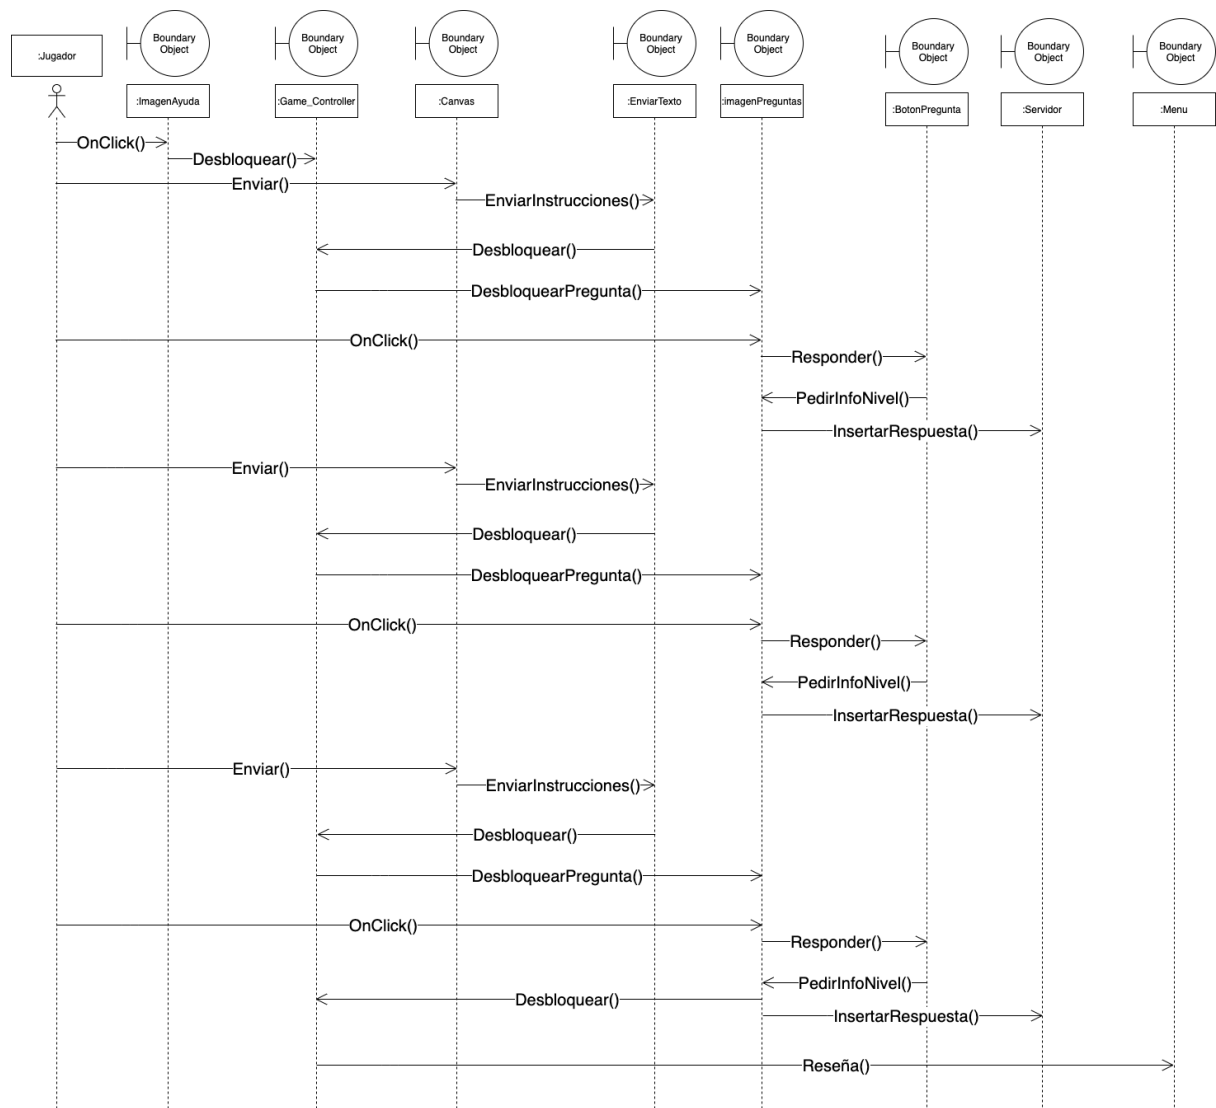 :Jugador
Boundary
Object
:ImagenAyuda
Boundary
Object
:Game_Controller
Boundary
Object
:Canvas
Boundary
Object
:EnviarTexto
Boundary
Object
:imagenPreguntas
Boundary
Object
:BotonPregunta
Boundary
Object
:Servidor
Boundary
Object
:Menu
OnClick()
Desbloquear()
Enviar()
EnviarInstrucciones()
Desbloquear()
DesbloquearPregunta()
OnClick()
Responder()
PedirInfoNivel()
InsertarRespuesta()
Enviar()
EnviarInstrucciones()
Desbloquear()
DesbloquearPregunta()
OnClick()
Responder()
PedirInfoNivel()
InsertarRespuesta()
Enviar()
EnviarInstrucciones()
Desbloquear()
DesbloquearPregunta()
OnClick()
Responder()
PedirInfoNivel()
Desbloquear()
InsertarRespuesta()
Reseña()